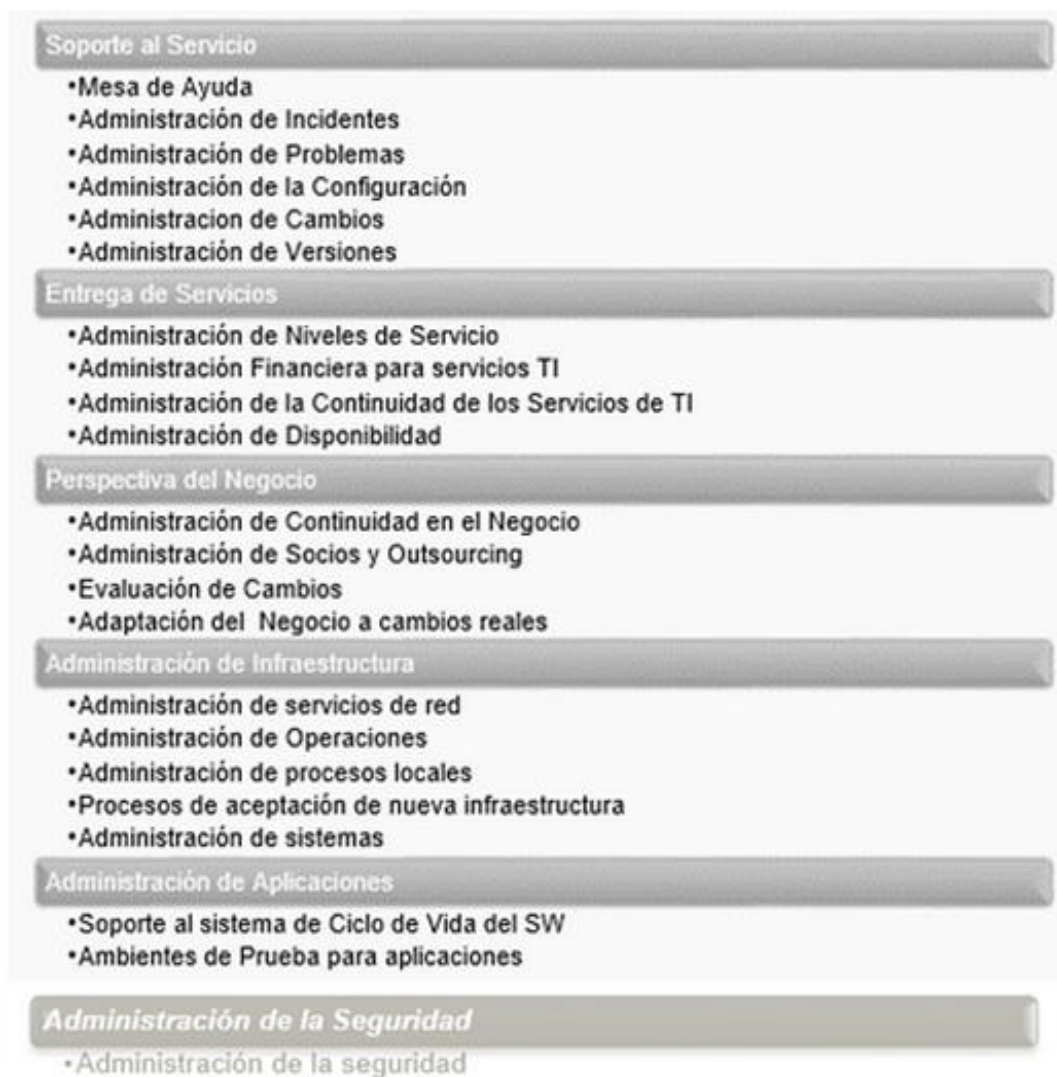 Soporte al Servicio
•Mesa de Ayuda
•Administración de Incidentes
•Administración de Problemas
•Administración de la Configuración
•Administracion de Cambios
•Administración de Versiones
Entrega de Servicios
•Administración de Niveles de Servicio
•Administración Financiera para servicios TI
•Administración de la Continuidad de los Servicios de TI
•Administración de Disponibilidad
Perspectiva del Negocio
•Administración de Continuidad en el Negocio
•Administración de Socios y Outsourcing
•Evaluación de Cambios
•Adaptación del Negocio a cambios reales
Administración de Infraestructura
•Administración de servicios de red
•Administración de Operaciones
•Administración de procesos locales
•Procesos de aceptación de nueva infraestructura
•Administración de sistemas
Administración de Aplicaciones
•Soporte al sistema de Ciclo de Vida del SW
•Ambientes de Prueba para aplicaciones
Administración de la Seguridad
•Administración de la seguridad